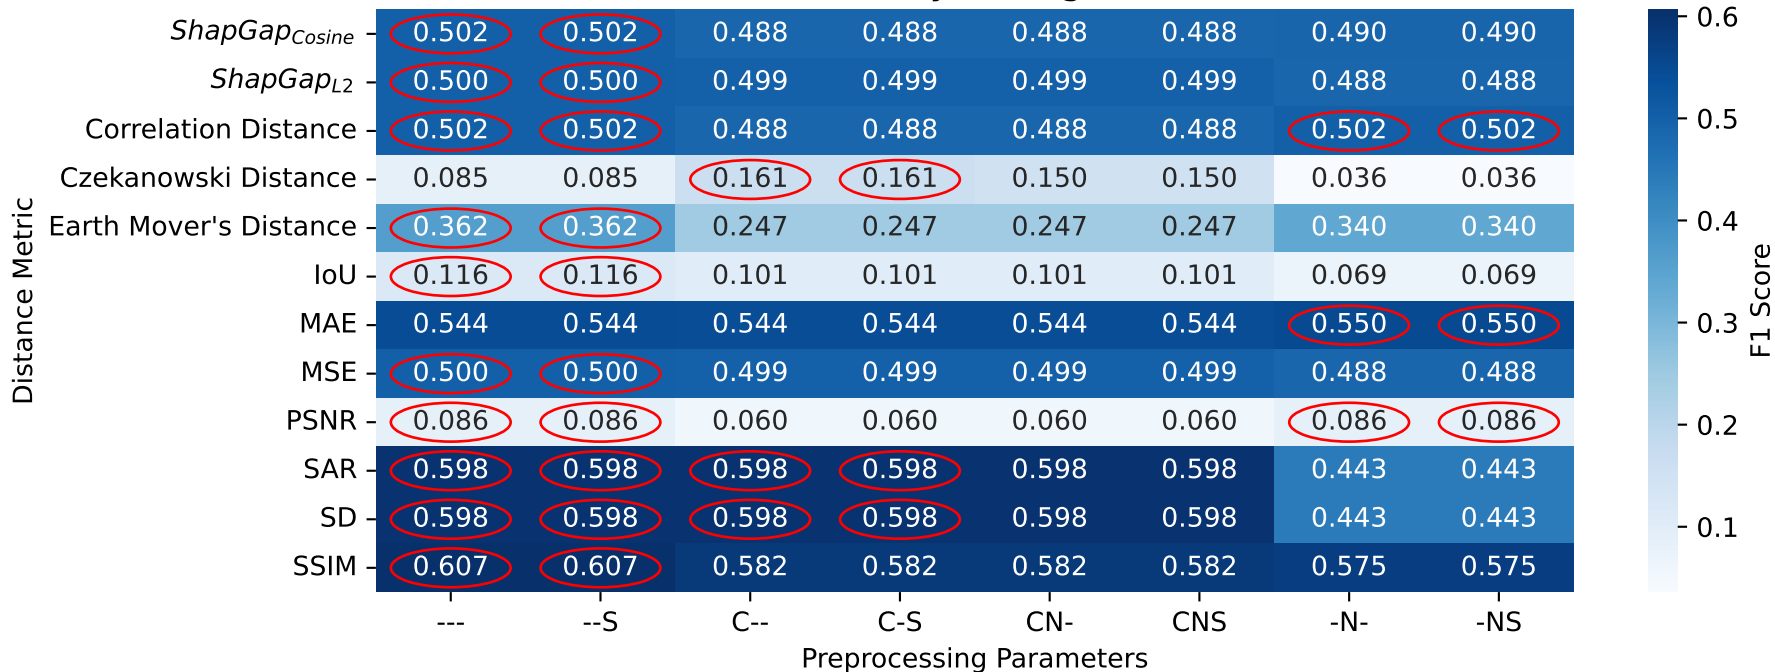 ShapGap_Cosine 0.502 0.502 0.488 0.488 0.488 0.488 0.490 0.490 0.6
ShapGap_L2 0.500 0.500 0.499 0.499 0.499 0.499 0.488 0.488
Correlation Distance 0.502 0.502 0.488 0.488 0.488 0.488 0.502 0.502 0.5
Czekanowski Distance 0.085 0.085 0.161 0.161 0.150 0.150 0.036 0.036
Earth Mover's Distance 0.362 0.362 0.247 0.247 0.247 0.247 0.340 0.340 0.4
IoU 0.116 0.116 0.101 0.101 0.101 0.101 0.069 0.069
MAE 0.544 0.544 0.544 0.544 0.544 0.544 0.550 0.550 0.3
MSE 0.500 0.500 0.499 0.499 0.499 0.499 0.488 0.488
PSNR 0.086 0.086 0.060 0.060 0.060 0.060 0.086 0.086 0.2
SAR 0.598 0.598 0.598 0.598 0.598 0.598 0.443 0.443
SD 0.598 0.598 0.598 0.598 0.598 0.598 0.443 0.443 0.1
SSIM 0.607 0.607 0.582 0.582 0.582 0.582 0.575 0.575
--- --S C-- C-S CN- CNS -N- -NS
Preprocessing Parameters
Distance Metric
F1 Score